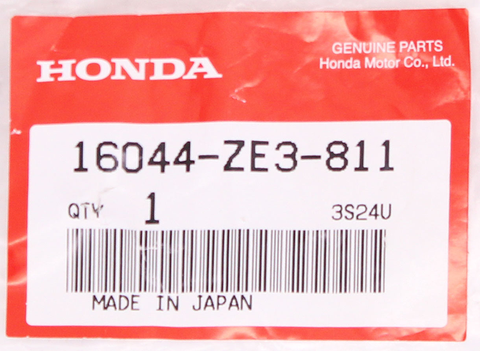 GENUINE PARTS
HONDA
Honda Motor Co., Ltd.
16044-ZE3-811
QTY 1 3S24U
MADE IN JAPAN